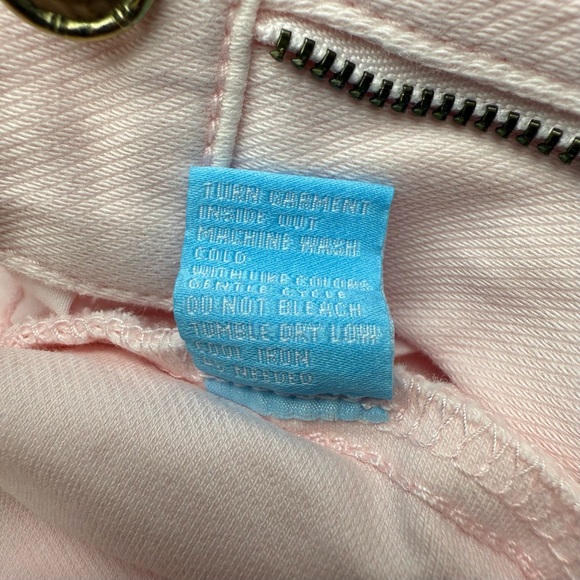 TURN GARMENT
INSIDE OUT
MACHINE WASH
COLD
WITH LIKE COLORS
GENTLE CYCLE
DO NOT BLEACH
TUMBLE DRY LOW
COOL IRON
AS NEEDED